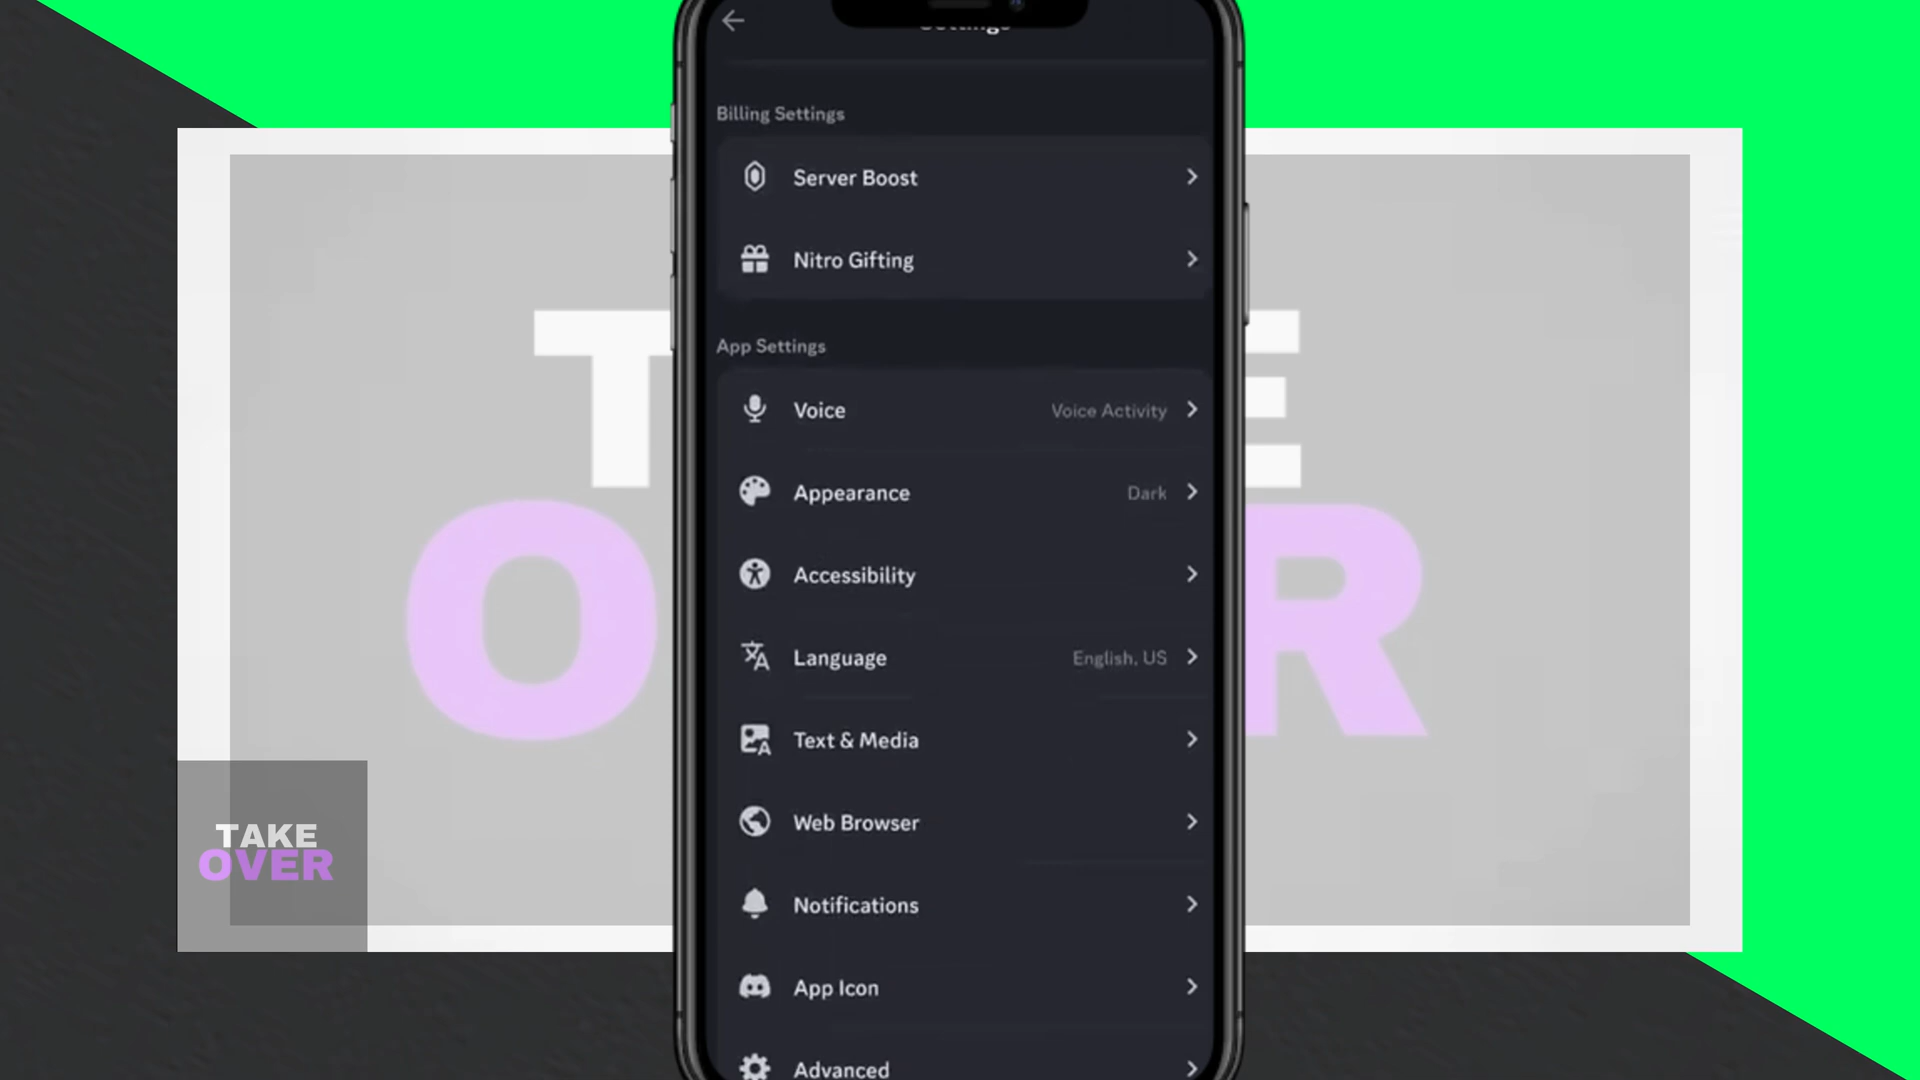 Settings
Billing Settings
Server Boost
Nitro Gifting
App Settings
Voice Voice Activity
Appearance Dark
Accessibility
Language English, US
Text & Media
Web Browser
Notifications
App Icon
Advanced
T E
O R
TAKE
OVER